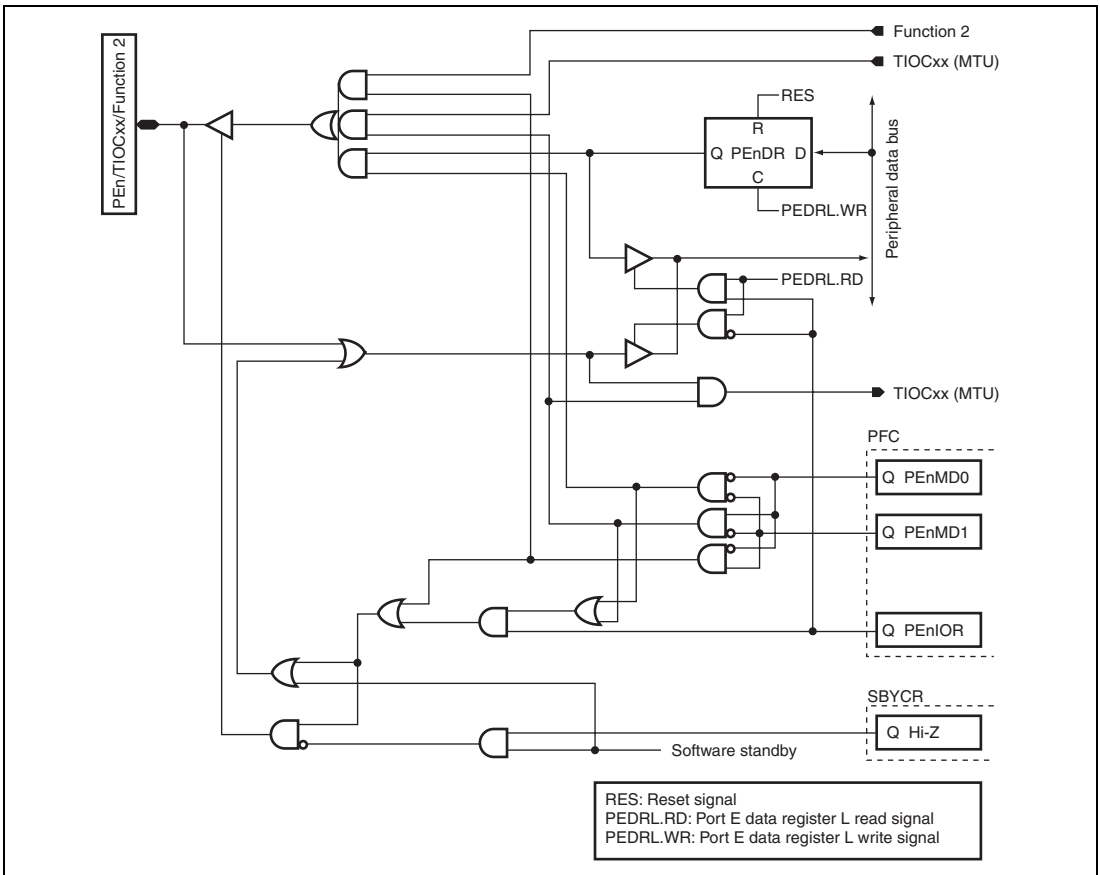 PEn/TIOCxx/Function 2
Function 2
TIOCxx (MTU)
RES
R
Q PEnDR D
C
PEDRL.WR
Peripheral data bus
PEDRL.RD
TIOCxx (MTU)
PFC
Q PEnMD0
Q PEnMD1
Q PEnIOR
SBYCR
Q Hi-Z
Software standby
RES: Reset signal
PEDRL.RD: Port E data register L read signal
PEDRL.WR: Port E data register L write signal